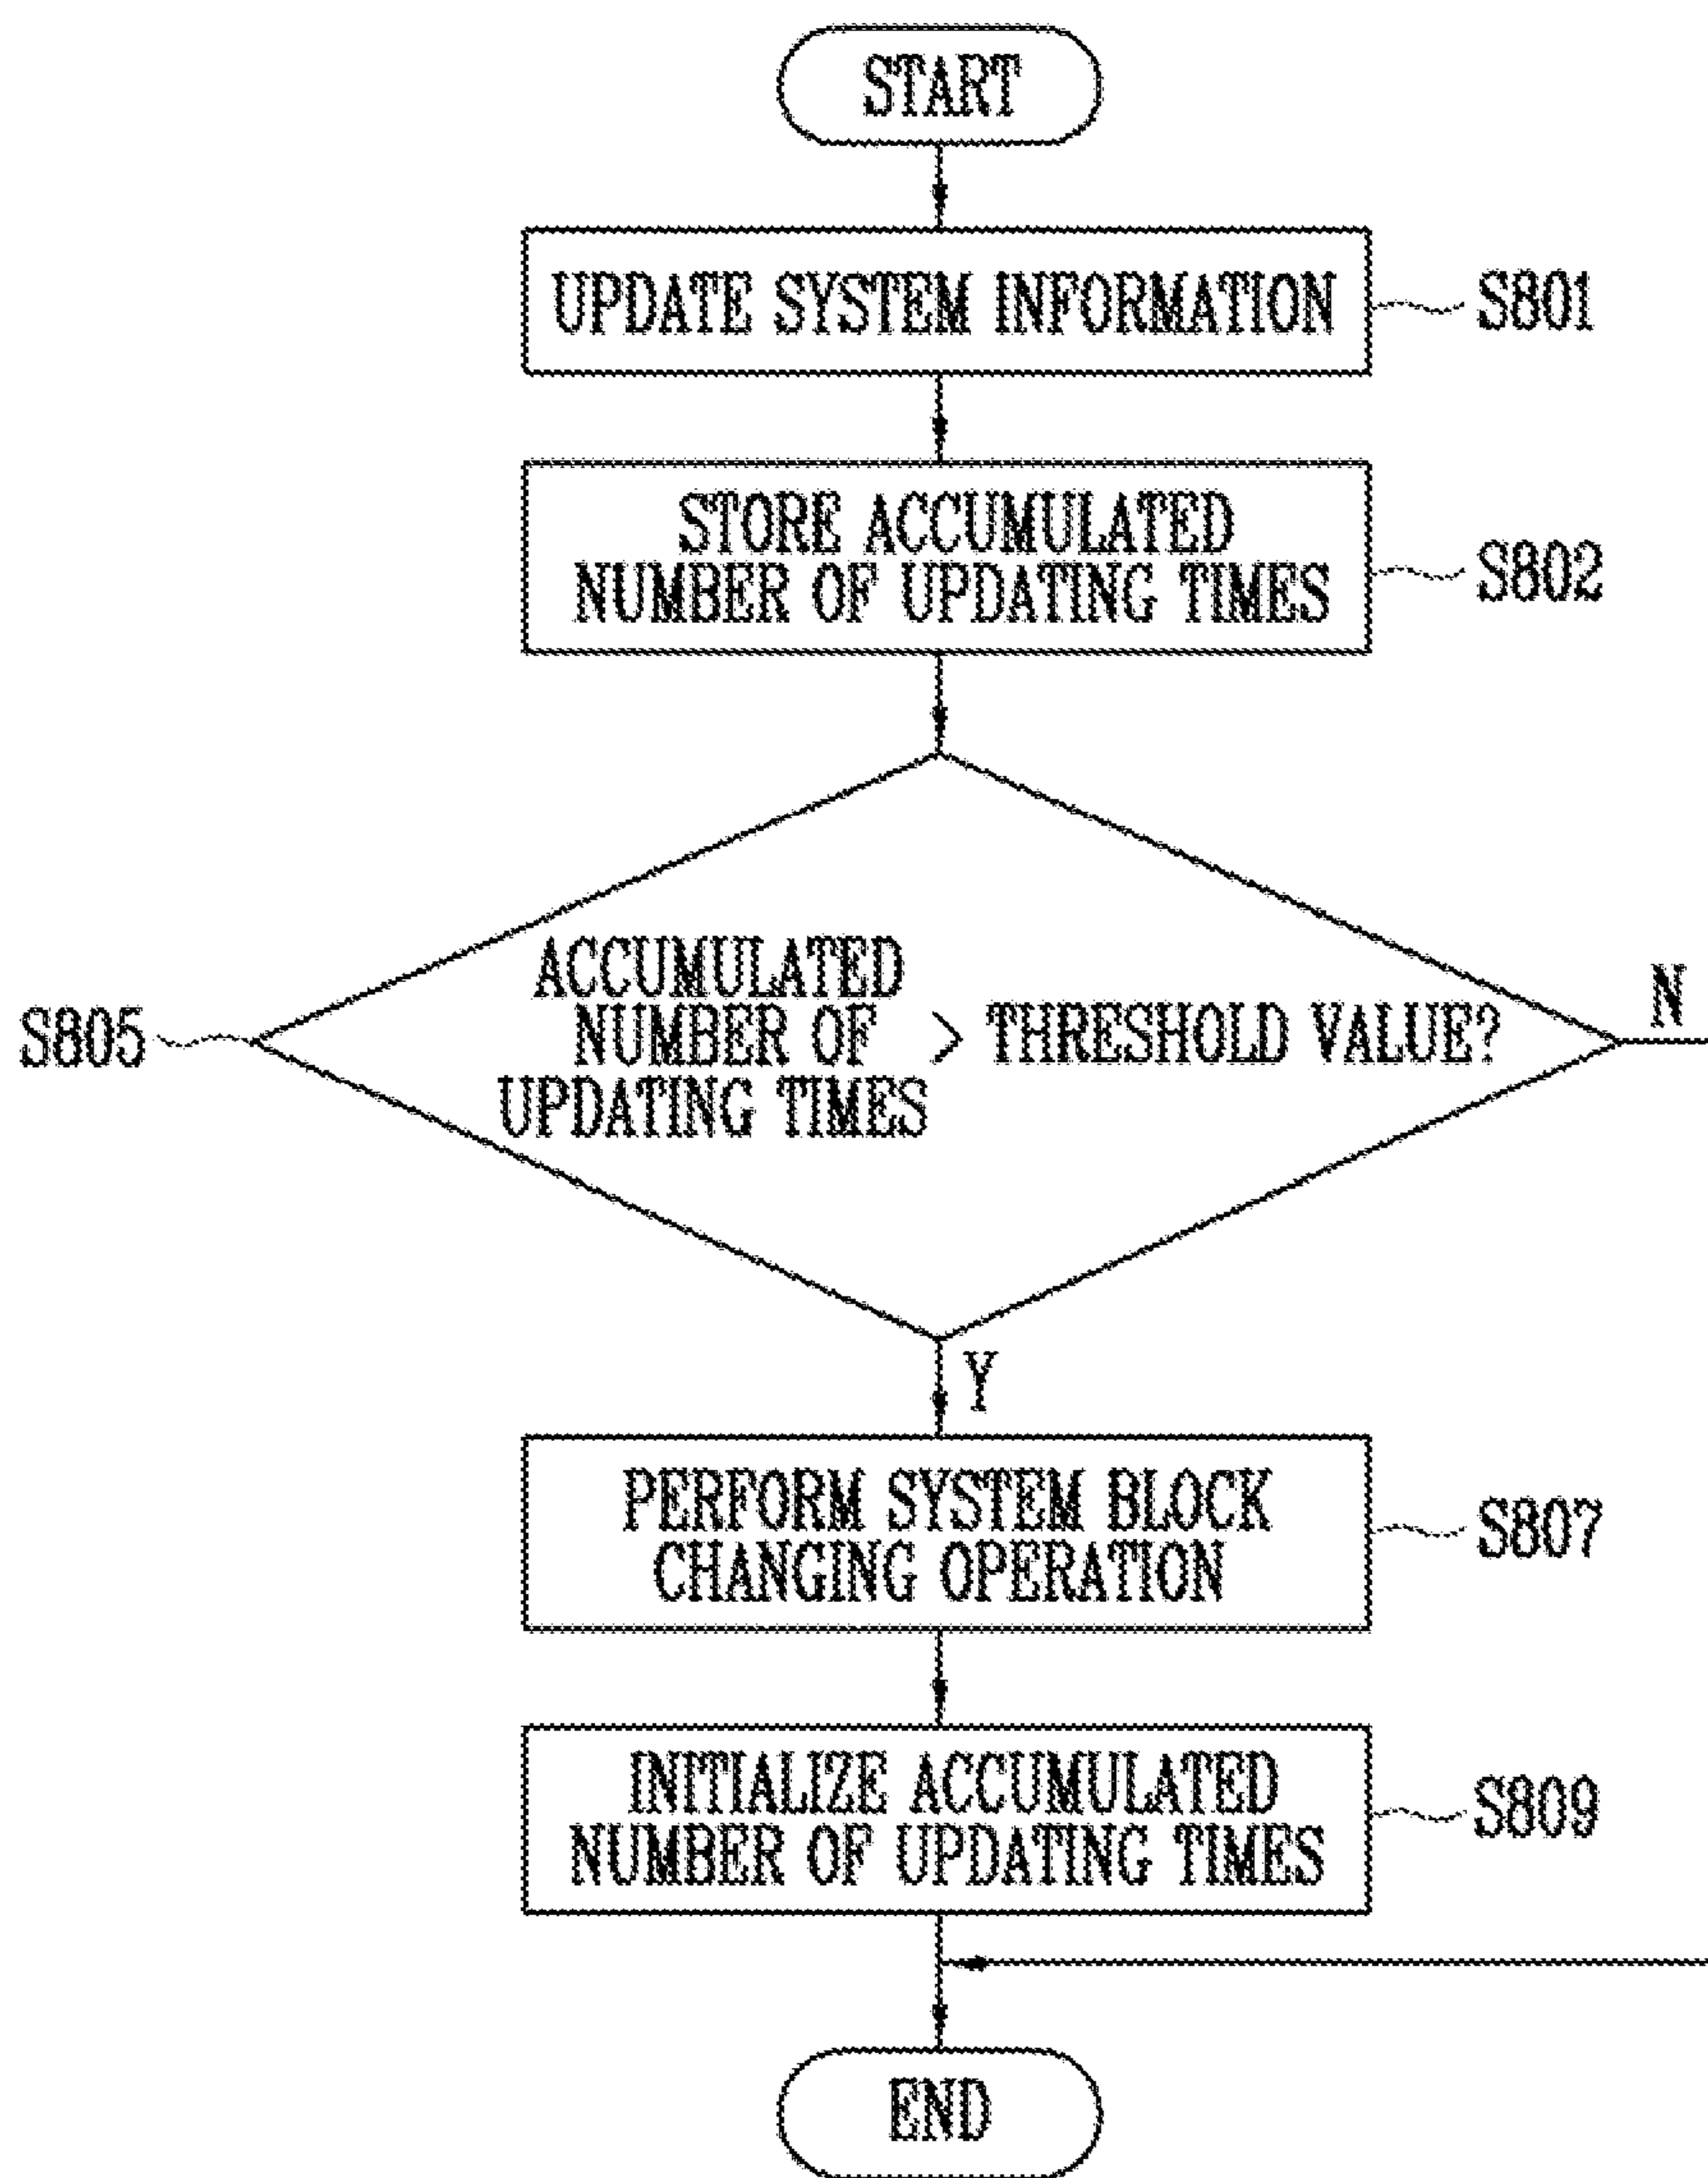 START
UPDATE SYSTEM INFORMATION
S801
STORE ACCUMULATED
NUMBER OF UPDATING TIMES
S802
S805
ACCUMULATED
NUMBER OF
UPDATING TIMES
> THRESHOLD VALUE?
N
Y
PERFORM SYSTEM BLOCK
CHANGING OPERATION
S807
INITIALIZE ACCUMULATED
NUMBER OF UPDATING TIMES
S809
END